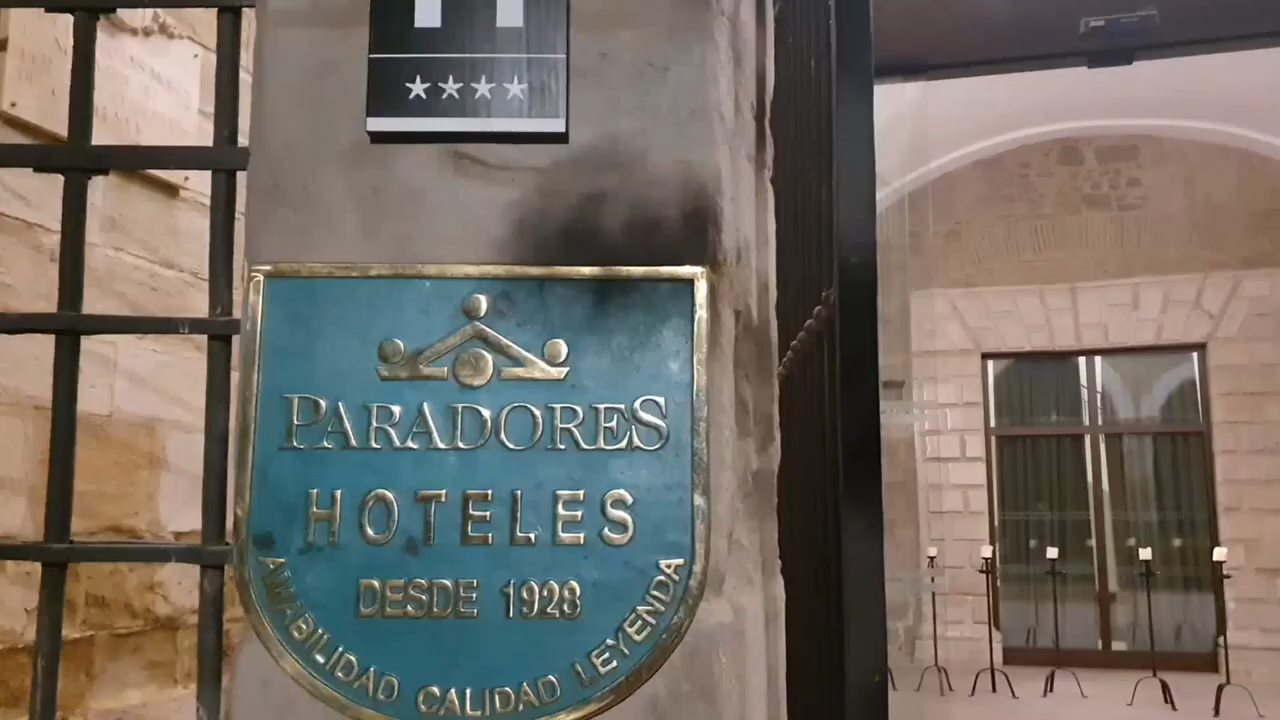 H
★★★★
PARADORES
HOTELES
DESDE 1928
AMABILIDAD CALIDAD LEYENDA